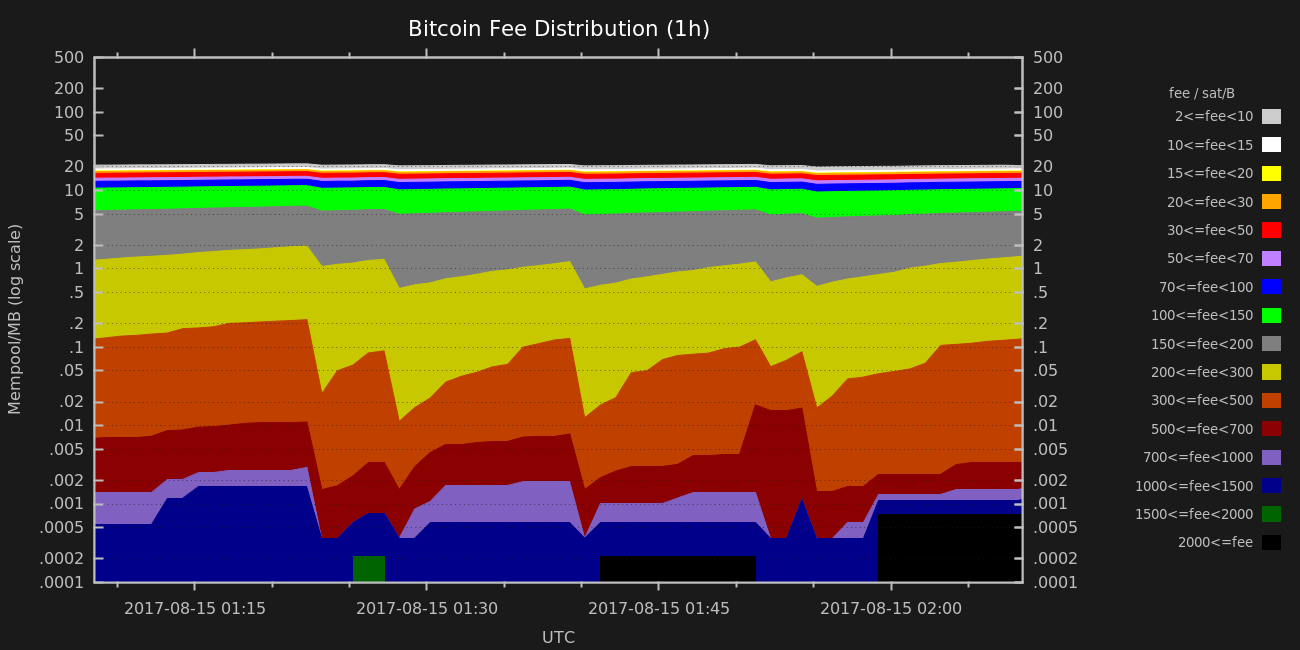 Bitcoin Fee Distribution (1h)
500 500
200 200
100 100
50 50
20 20
10 10
5 5
2 2
1 1
.5 .5
.2 .2
.1 .1
.05 .05
.02 .02
.01 .01
.005 .005
.002 .002
.001 .001
.0005 .0005
.0002 .0002
.0001 .0001
Mempool/MB (log scale)
2017-08-15 01:15 2017-08-15 01:30 2017-08-15 01:45 2017-08-15 02:00
UTC
fee / sat/B
2<=fee<10
10<=fee<15
15<=fee<20
20<=fee<30
30<=fee<50
50<=fee<70
70<=fee<100
100<=fee<150
150<=fee<200
200<=fee<300
300<=fee<500
500<=fee<700
700<=fee<1000
1000<=fee<1500
1500<=fee<2000
2000<=fee